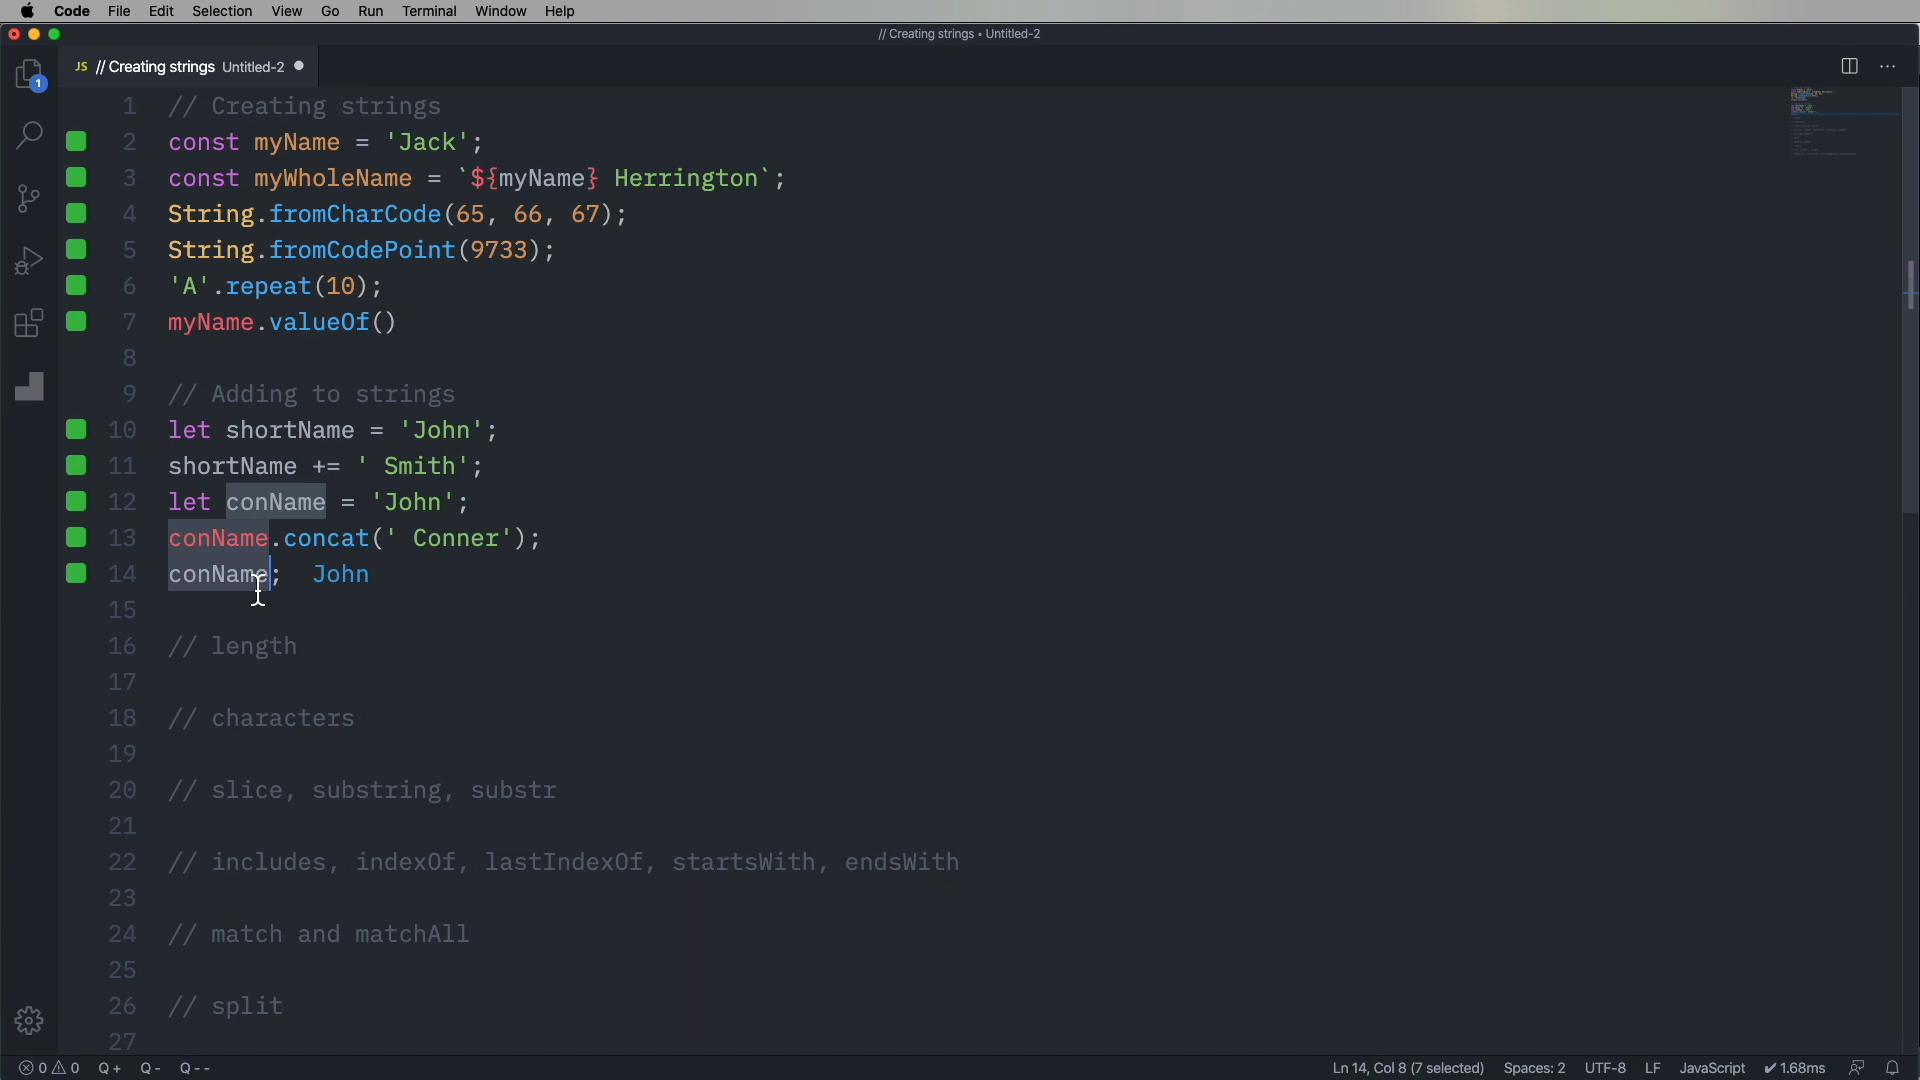 Code File Edit Selection View Go Run Terminal Window Help
// Creating strings • Untitled-2
JS // Creating strings Untitled-2
1
1 // Creating strings
2 const myName = 'Jack';
3 const myWholeName = `${myName} Herrington`;
4 String.fromCharCode(65, 66, 67);
5 String.fromCodePoint(9733);
6 'A'.repeat(10);
7 myName.valueOf()
8
9 // Adding to strings
10 let shortName = 'John';
11 shortName += ' Smith';
12 let conName = 'John';
13 conName.concat(' Conner');
14 conName; John
15
16 // length
17
18 // characters
19
20 // slice, substring, substr
21
22 // includes, indexOf, lastIndexOf, startsWith, endsWith
23
24 // match and matchAll
25
26 // split
27
0 0 Q+ Q- Q-- Ln 14, Col 8 (7 selected) Spaces: 2 UTF-8 LF JavaScript ✔ 1.68ms